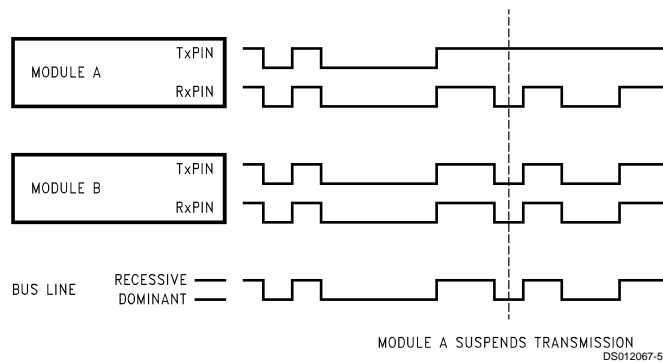 TxPIN
MODULE A
RxPIN
TxPIN
MODULE B
RxPIN
RECESSIVE
BUS LINE
DOMINANT
MODULE A SUSPENDS TRANSMISSION
DS012067-5